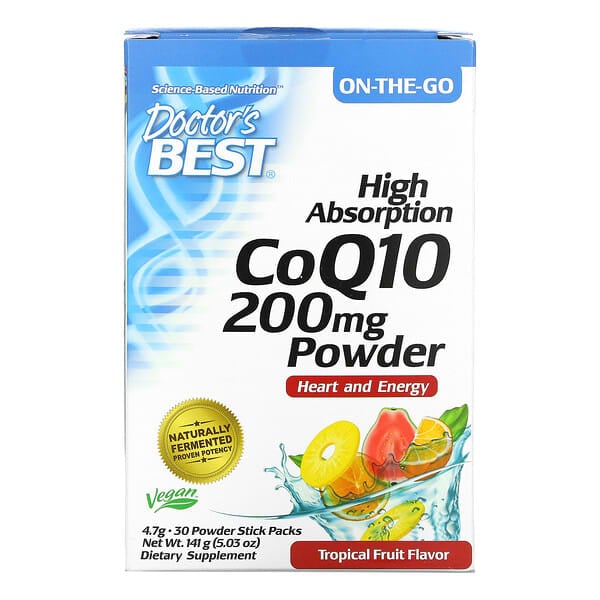 Science-Based Nutrition™
ON-THE-GO
Doctor's
BEST®
High
Absorption
CoQ10
200mg
Powder
Heart and Energy
NATURALLY
FERMENTED
PROVEN POTENCY
Vegan
4.7g • 30 Powder Stick Packs
Net Wt. 141 g (5.03 oz)
Dietary Supplement
Tropical Fruit Flavor